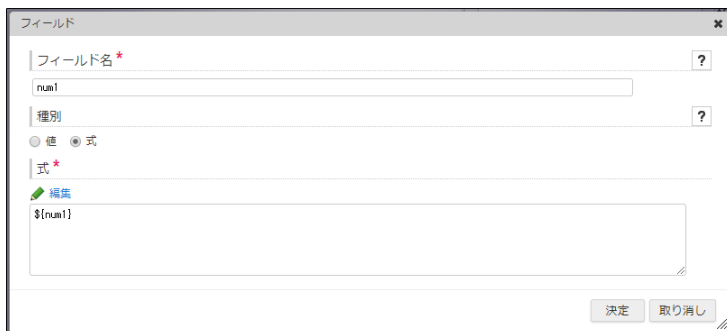 フィールド
フィールド名*
?
num1
種別
?
値 式
式*
編集
${num1}
決定 取り消し